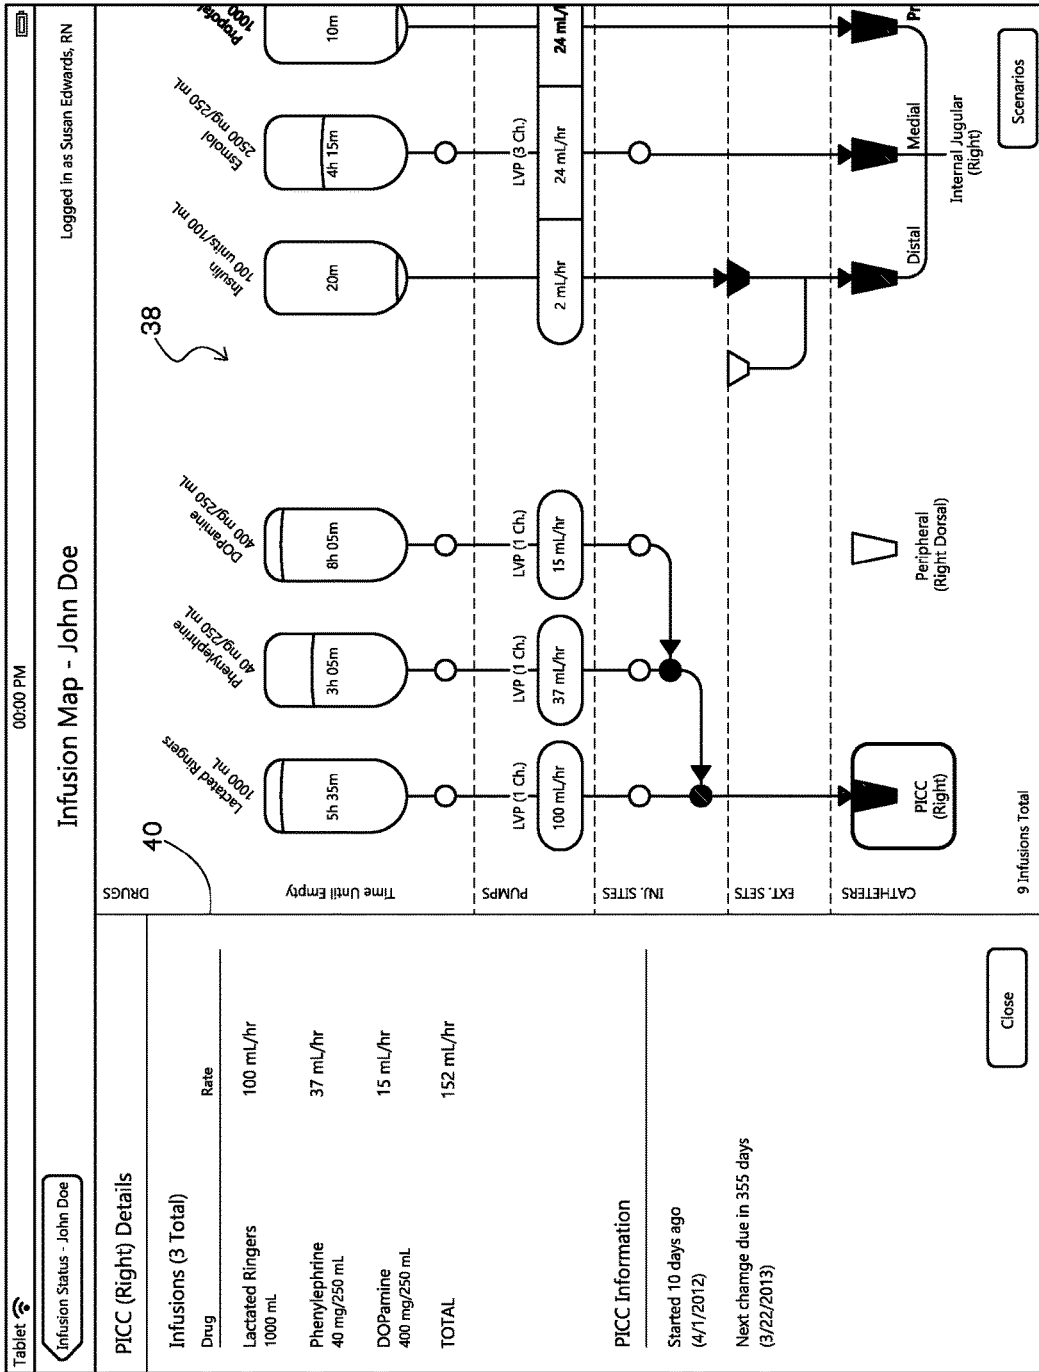 Tablet
00:00 PM
Infusion Status - John Doe
Infusion Map - John Doe
Logged in as Susan Edwards, RN
PICC (Right) Details
Infusions (3 Total)
Drug Rate
Lactated Ringers 100 mL/hr
1000 mL
Phenylephrine 37 mL/hr
40 mg/250 mL
DOPamine 15 mL/hr
400 mg/250 mL
TOTAL 152 mL/hr
PICC Information
Started 10 days ago
(4/1/2012)
Next chamge due in 355 days
(3/22/2013)
Close
40
38
DRUGS
Lactated Ringers
1000 mL
Phenylephrine
40 mg/250 mL
DOPamine
400 mg/250 mL
Insulin
100 units/100 mL
Esmolol
2500 mg/250 mL
Propofol
1000
Time Until Empty
5h 35m
3h 05m
8h 05m
20m
4h 15m
10m
PUMPS
LVP (1 Ch.)
LVP (1 Ch.)
LVP (1 Ch.)
LVP (3 Ch.)
100 mL/hr
37 mL/hr
15 mL/hr
2 mL/hr
24 mL/hr
24 mL/
INJ. SITES
EXT. SETS
CATHETERS
PICC
(Right)
Peripheral
(Right Dorsal)
Distal
Medial
Pr
Internal Jugular
(Right)
9 Infusions Total
Scenarios